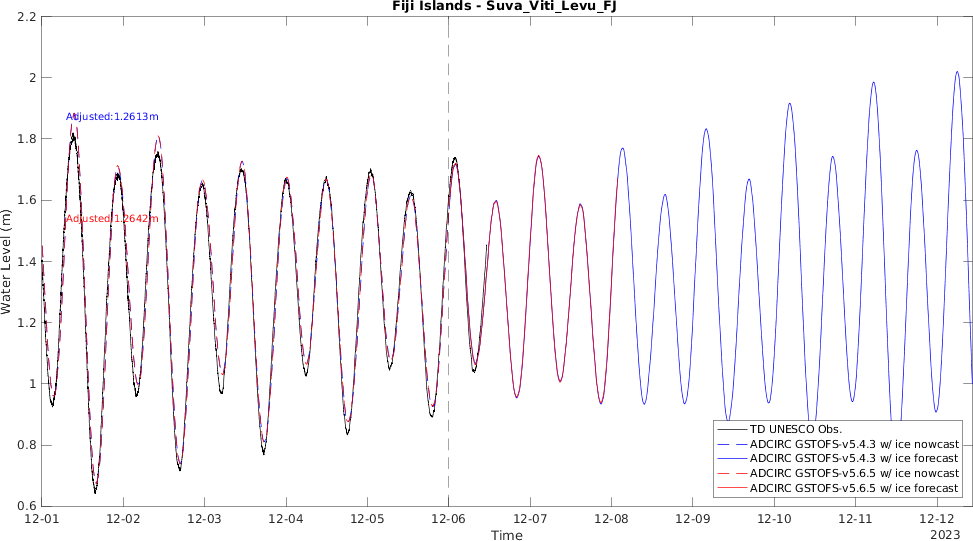 Fiji Islands - Suva_Viti_Levu_FJ
2.2
2
1.8
1.6
1.4
1.2
1
0.8
0.6
Water Level (m)
Adjusted:1.2613m
Adjusted:1.2642m
TD UNESCO Obs.
ADCIRC GSTOFS-v5.4.3 w/ ice nowcast
ADCIRC GSTOFS-v5.4.3 w/ ice forecast
ADCIRC GSTOFS-v5.6.5 w/ ice nowcast
ADCIRC GSTOFS-v5.6.5 w/ ice forecast
12-01 12-02 12-03 12-04 12-05 12-06 12-07 12-08 12-09 12-10 12-11 12-12
2023
Time